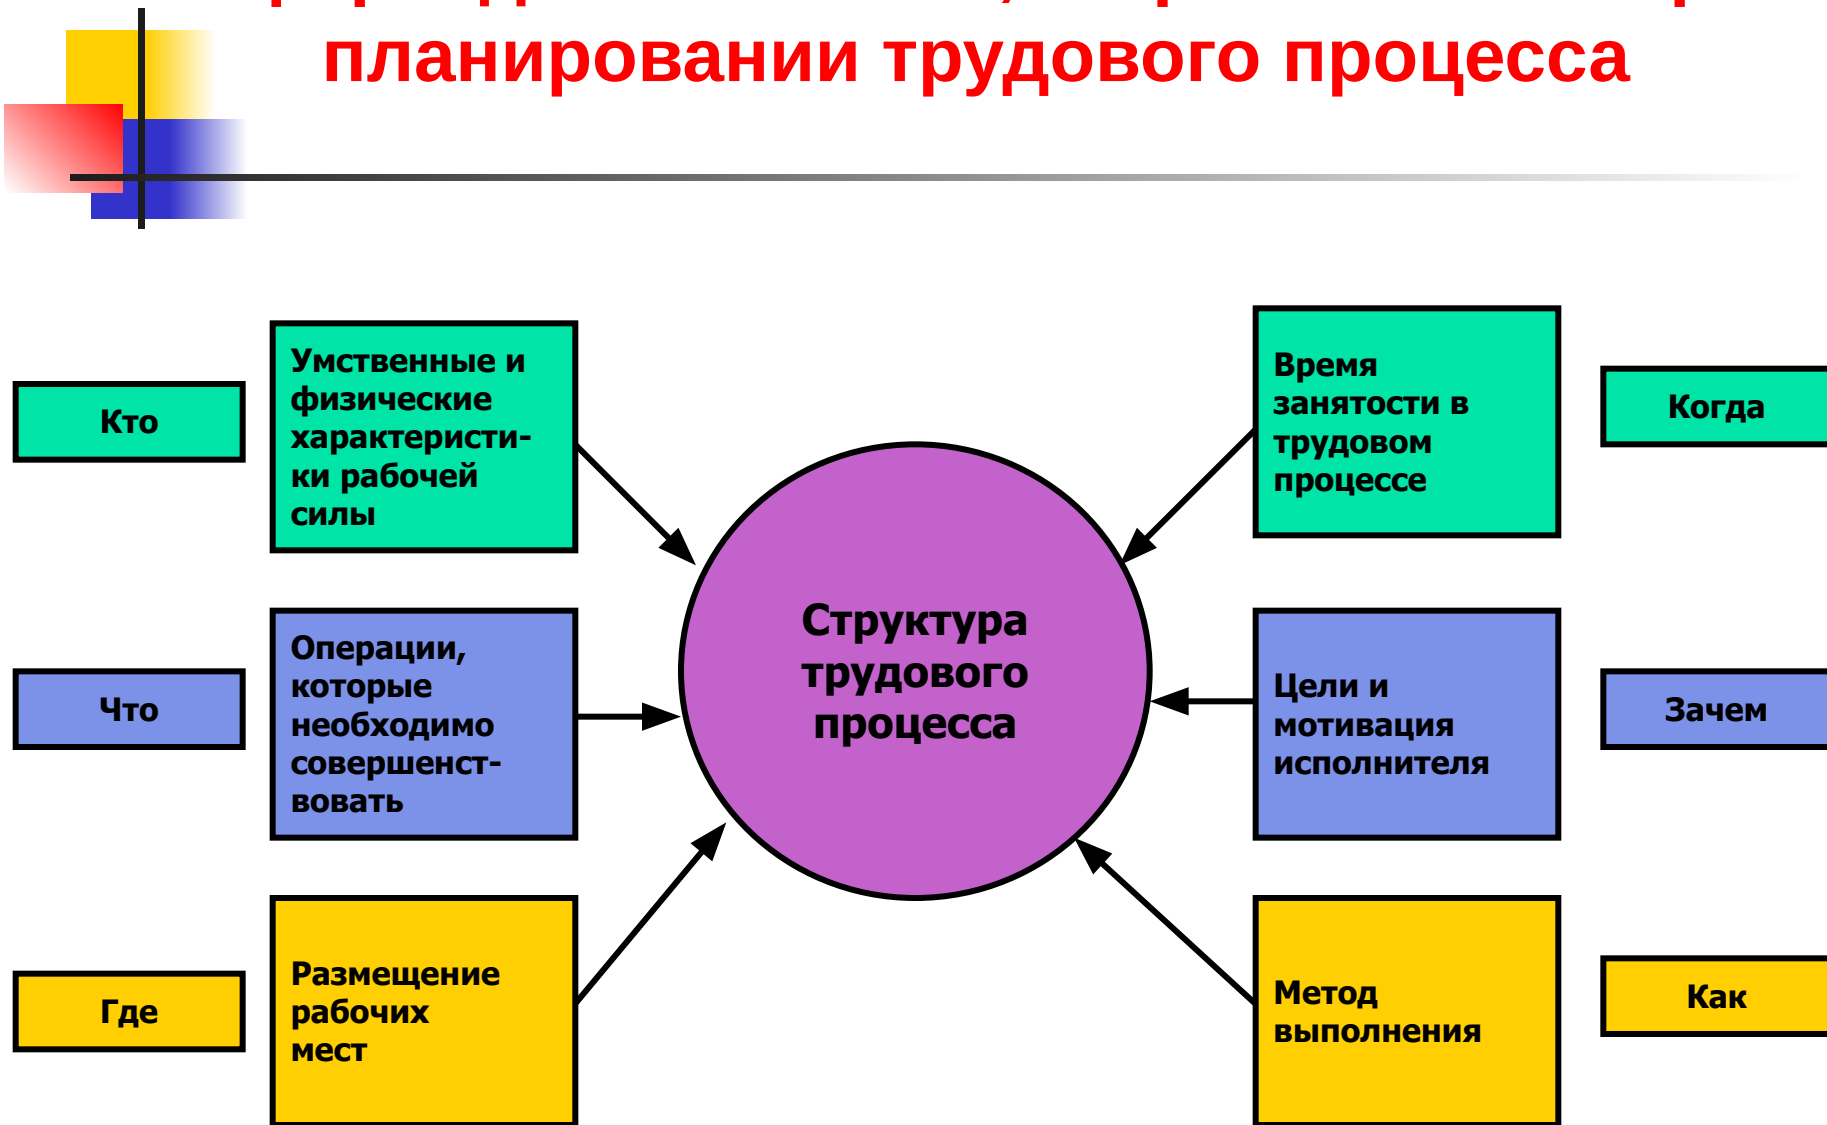 планировании трудового процесса
Кто
Умственные и
физические
характеристи-
ки рабочей
силы
Что
Операции,
которые
необходимо
совершенст-
вовать
Где
Размещение
рабочих
мест
Структура
трудового
процесса
Время
занятости в
трудовом
процессе
Когда
Цели и
мотивация
исполнителя
Зачем
Метод
выполнения
Как